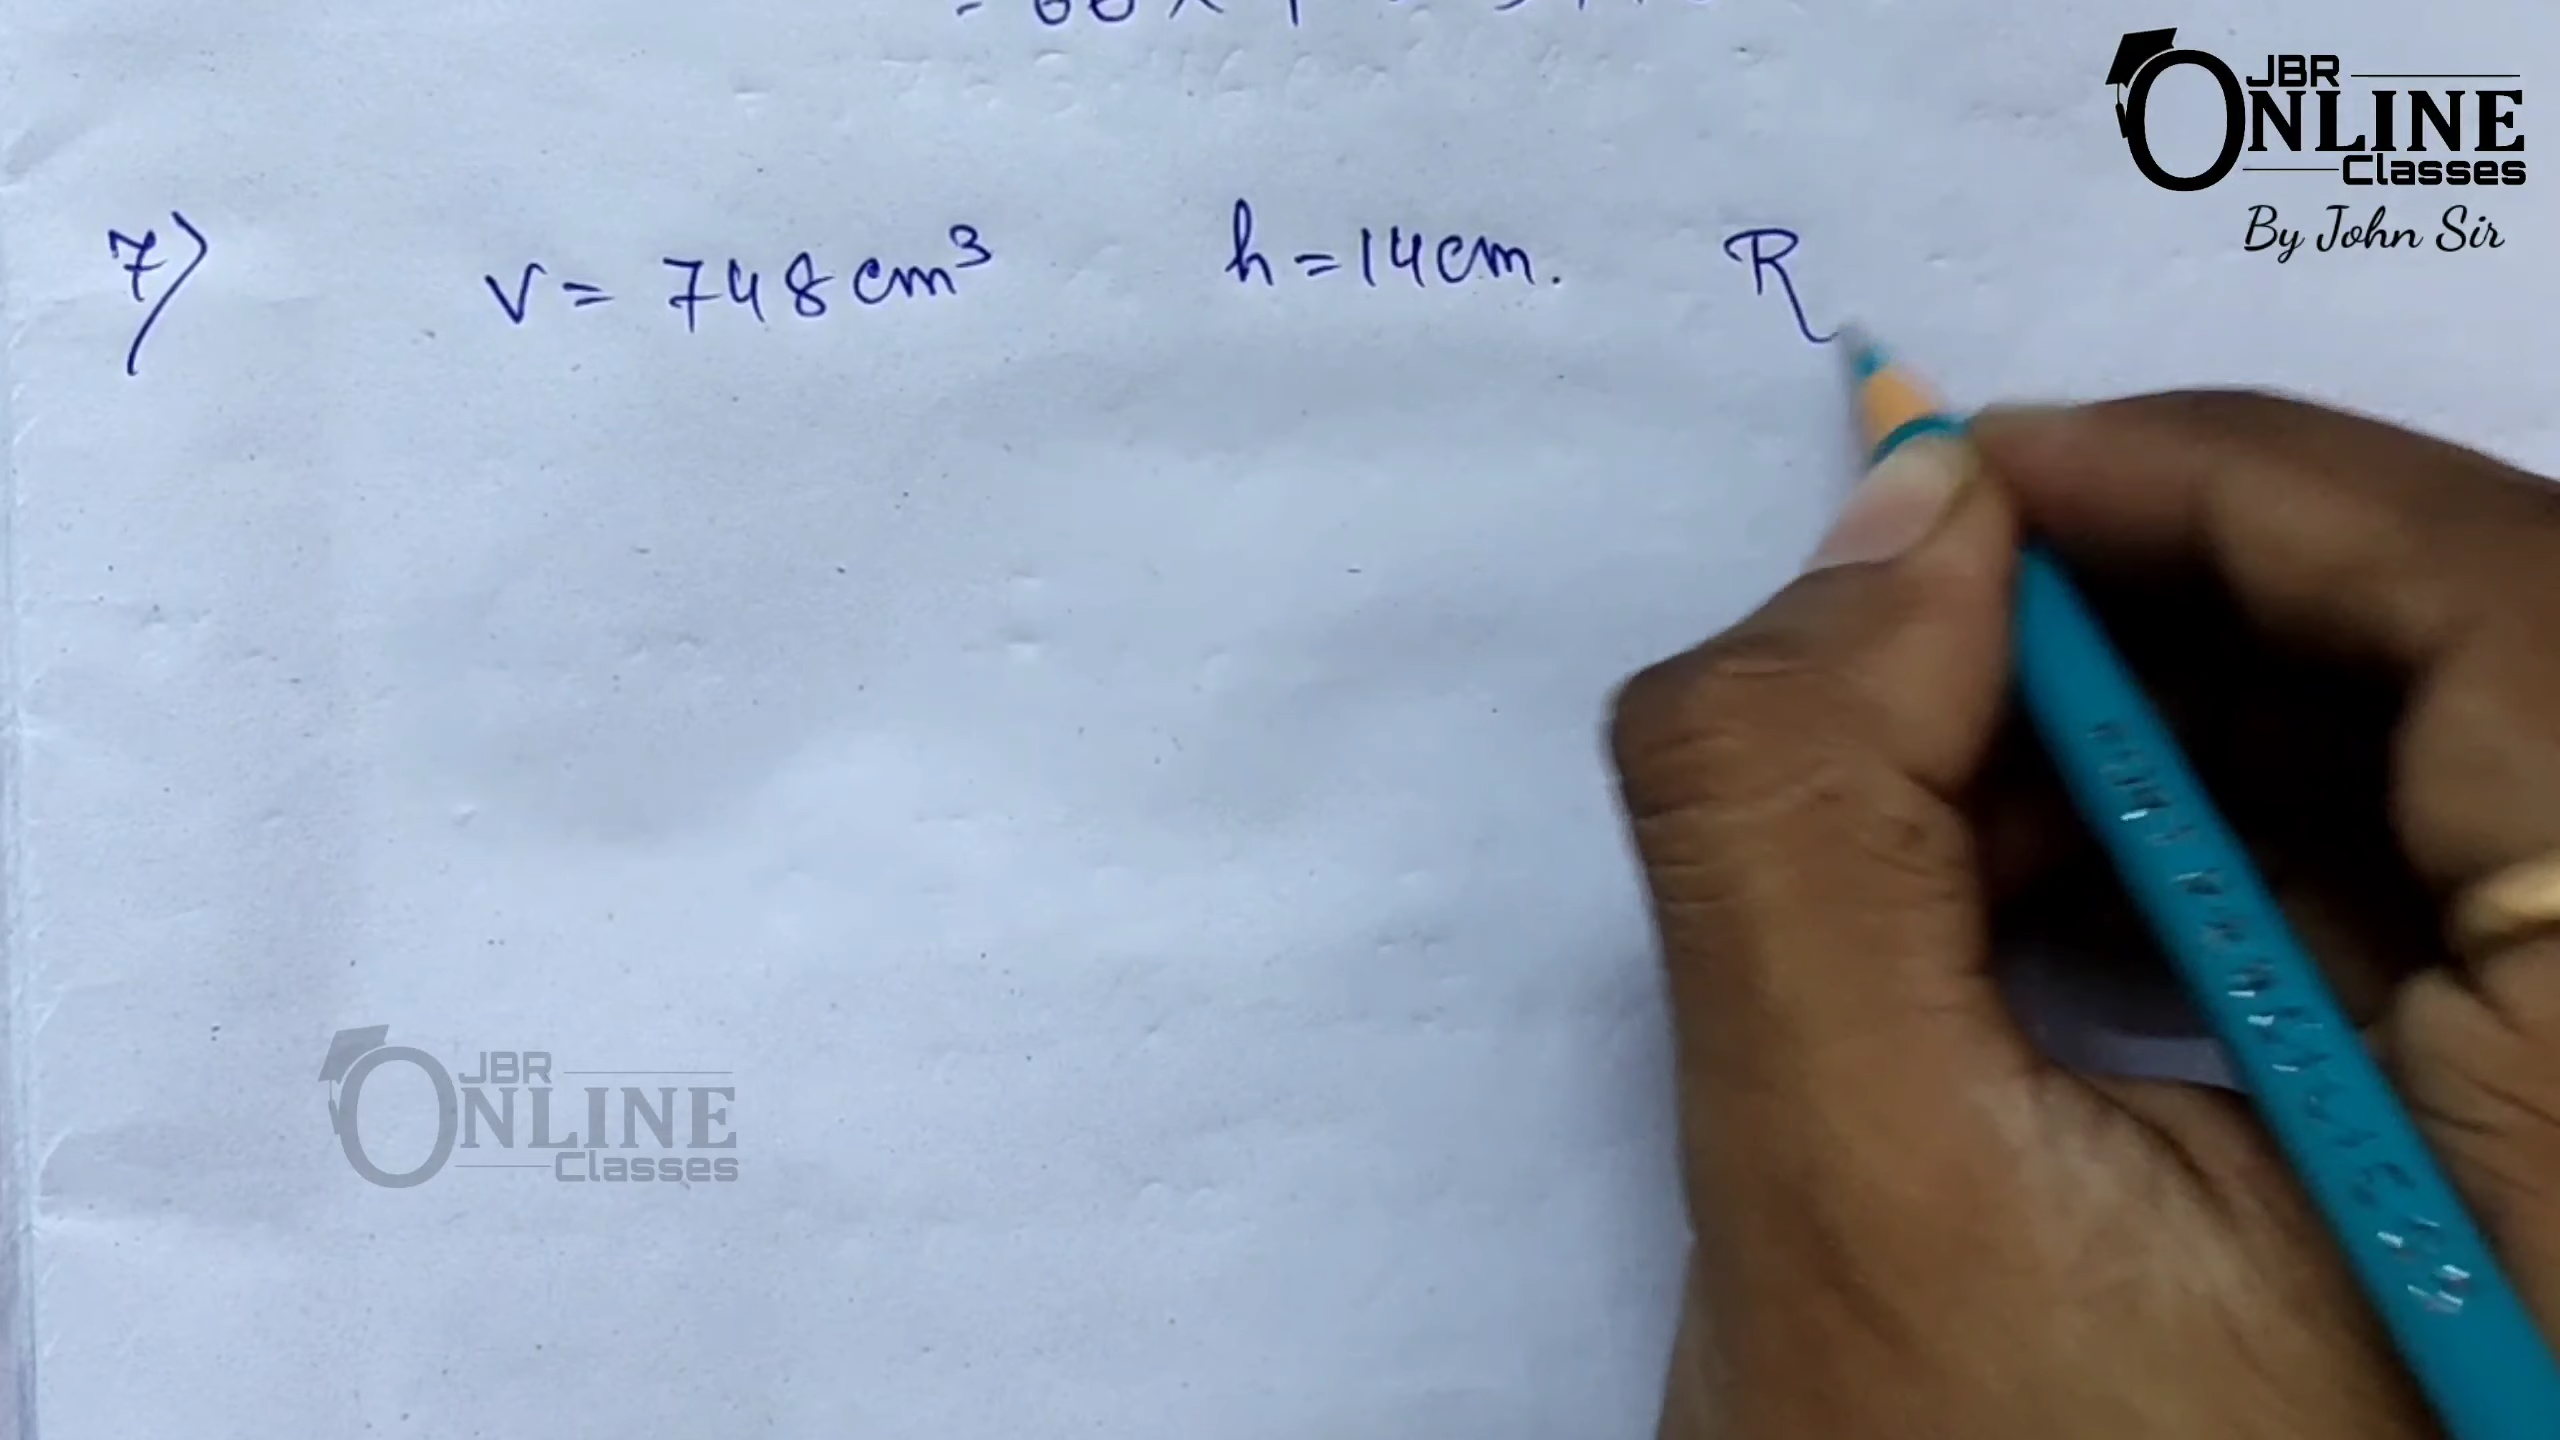 JBR
ONLINE
Classes
By John Sir
7) V = 748 cm³ h = 14 cm. R
JBR
ONLINE
Classes